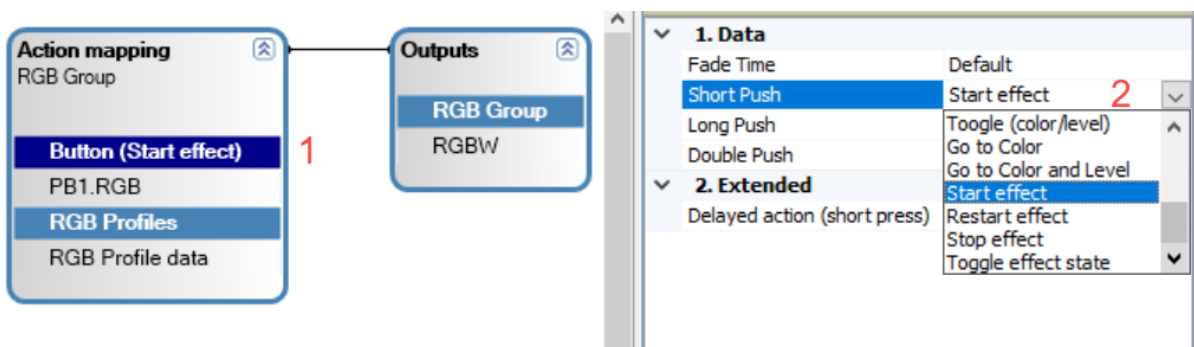 Action mapping
RGB Group
Button (Start effect)
1
PB1.RGB
RGB Profiles
RGB Profile data
Outputs
RGB Group
RGBW
1. Data
Fade Time Default
Short Push Start effect 2
Long Push
Double Push
2. Extended
Delayed action (short press)
Toogle (color/level)
Go to Color
Go to Color and Level
Start effect
Restart effect
Stop effect
Toggle effect state